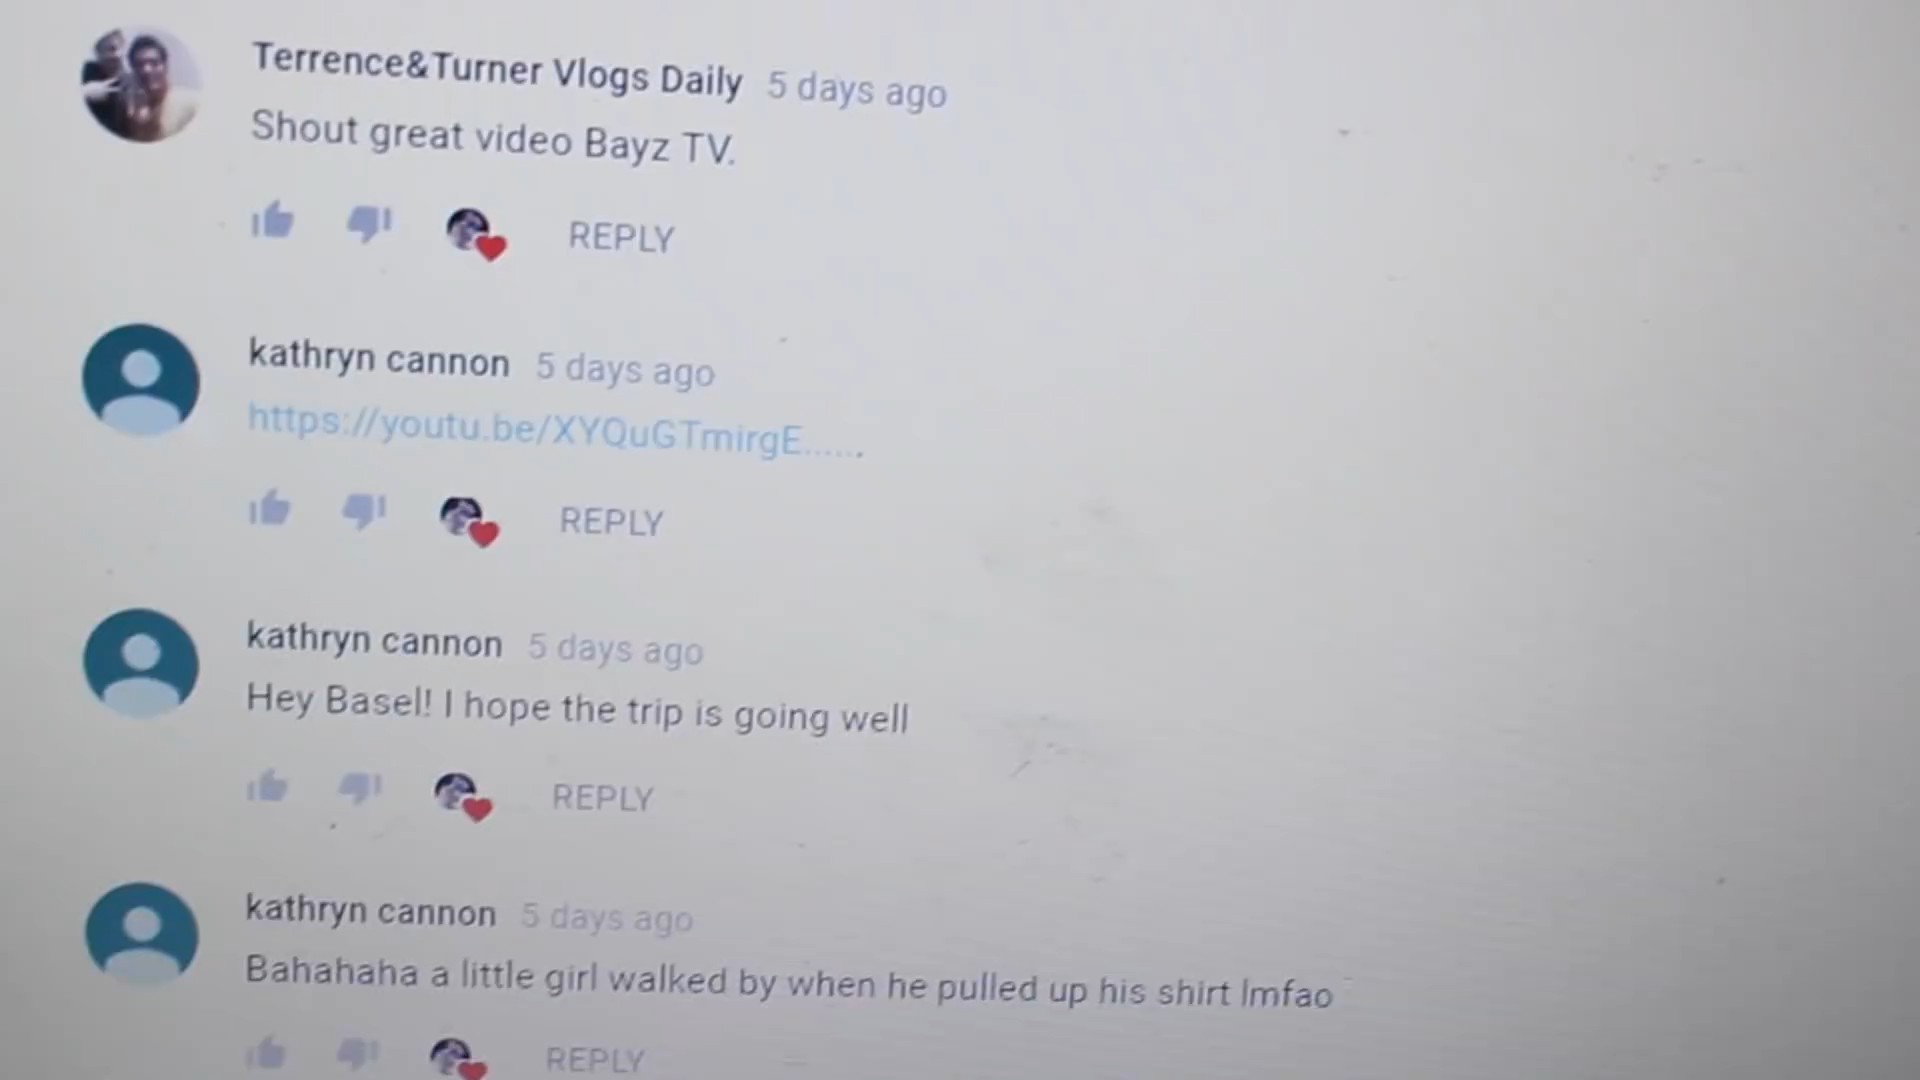 Terrence&Turner Vlogs Daily 5 days ago
Shout great video Bayz TV.
REPLY
kathryn cannon 5 days ago
https://youtu.be/XYQuGTmirgE......
REPLY
kathryn cannon 5 days ago
Hey Basel! I hope the trip is going well
REPLY
kathryn cannon 5 days ago
Bahahaha a little girl walked by when he pulled up his shirt lmfao
REPLY